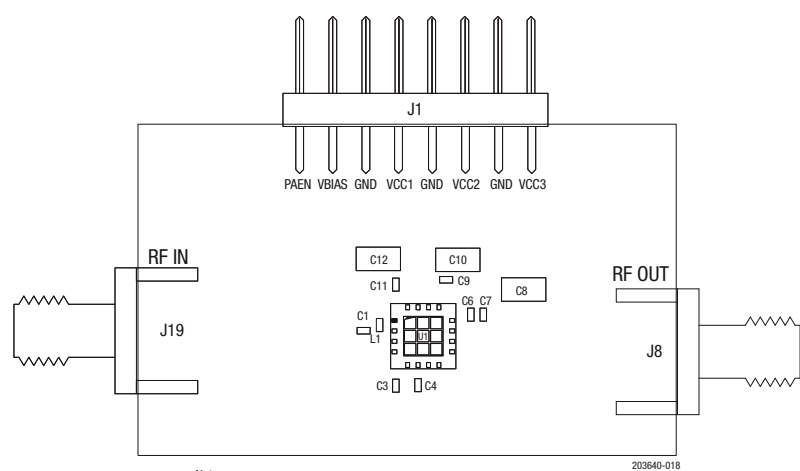 J1
PAEN VBIAS GND VCC1 GND VCC2 GND VCC3
RF IN
C12
C10
C11
C9
C8
RF OUT
C6 C7
C1
L1
U1
J19
J8
C3
C4
203640-018